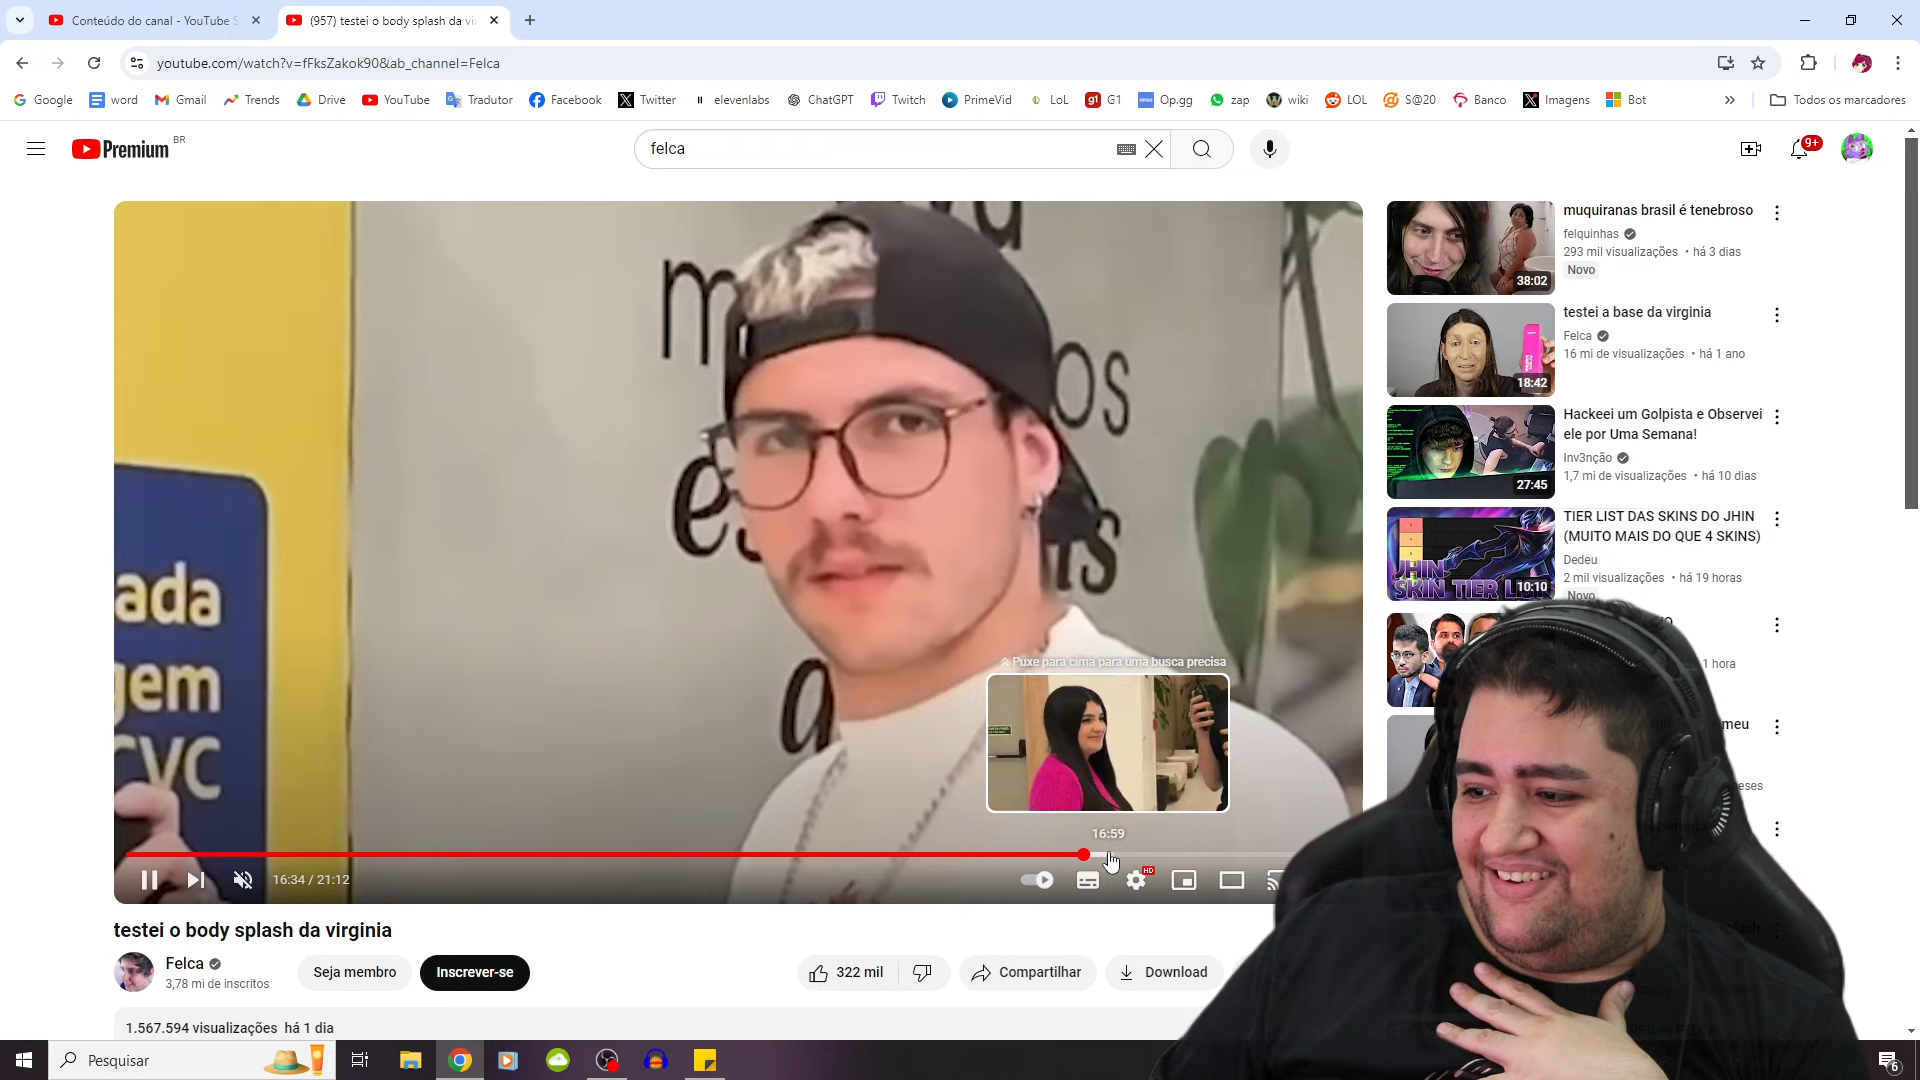 Conteúdo do canal - YouTube S
(957) testei o body splash da vi
youtube.com/watch?v=fFksZakok90&ab_channel=Felca
Google
word
Gmail
Trends
Drive
YouTube
Tradutor
Facebook
Twitter
elevenlabs
ChatGPT
Twitch
PrimeVid
LoL
G1
Op.gg
zap
wiki
LOL
S@20
Banco
Imagens
Bot
Todos os marcadores
Premium BR
felca
9+
ada
gem
CVC
Puxe para cima para uma busca precisa
16:59
16:34 / 21:12
HD
testei o body splash da virginia
Felca
3,78 mi de inscritos
Seja membro
Inscrever-se
322 mil
Compartilhar
Download
1.567.594 visualizações há 1 dia
muquiranas brasil é tenebroso
felquinhas
293 mil visualizações • há 3 dias
Novo
38:02
testei a base da virginia
Felca
16 mi de visualizações • há 1 ano
18:42
Hackeei um Golpista e Observei
ele por Uma Semana!
Inv3nção
1,7 mi de visualizações • há 10 dias
27:45
TIER LIST DAS SKINS DO JHIN
(MUITO MAIS DO QUE 4 SKINS)
Dedeu
2 mil visualizações • há 19 horas
Novo
JHIN
SKIN TIER LIS
10:10
1 hora
meu
eses
Pesquisar
6